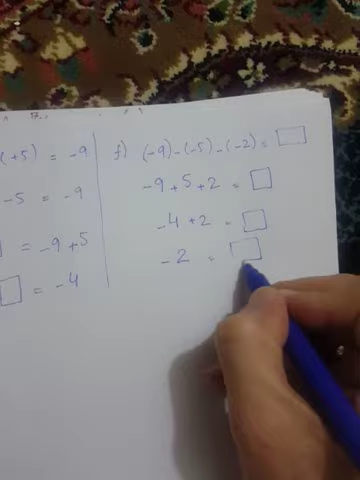 (+5) = -9
-5 = -9
□ = -9+5
□ = -4
f) (-9)-(-5)-(-2)= □
-9+5+2 = □
-4+2 = □
-2 = □